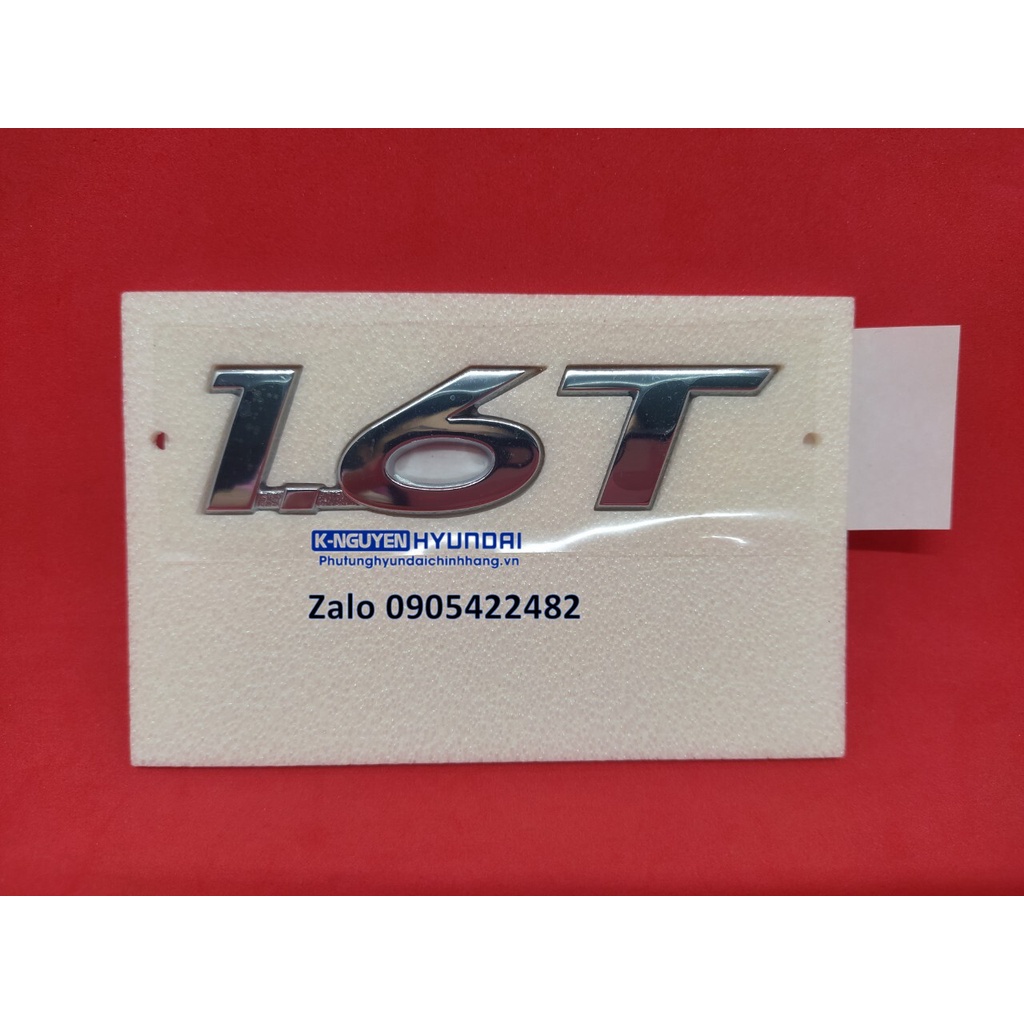 1.6T
K-NGUYEN HYUNDAI
Phutunghyundaichinhhang.vn
Zalo 0905422482